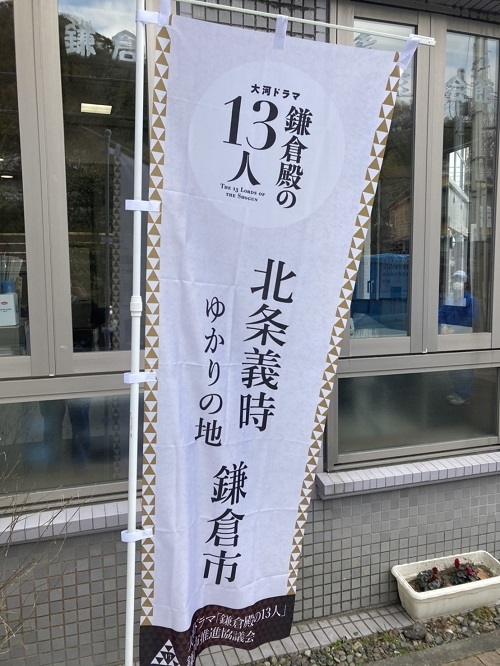 大河ドラマ
鎌倉殿の
13人
THE 13 LORDS OF
THE SHOGUN
北条義時
ゆかりの地
鎌倉市
ドラマ「鎌倉殿の13人」
推進協議会